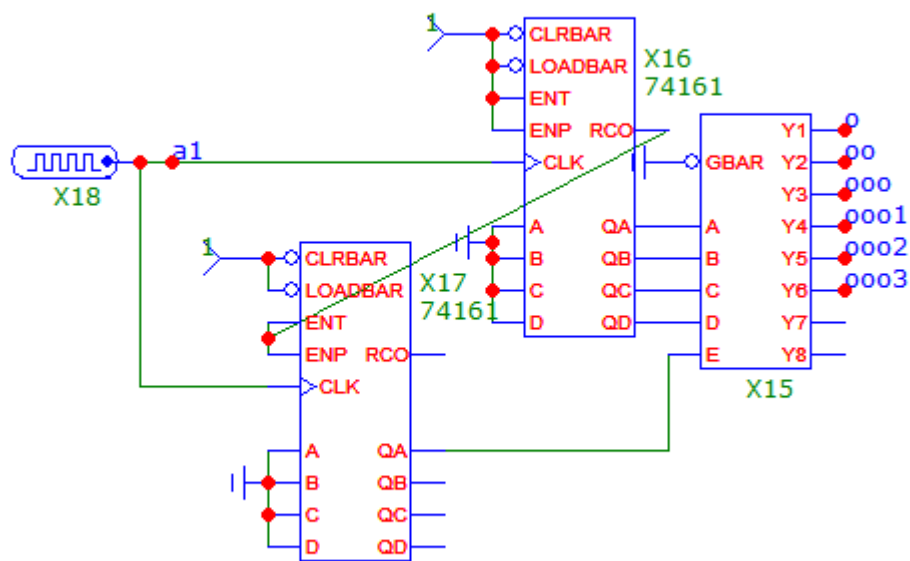 1
CLRBAR
LOADBAR
ENT
ENP RCO
CLK
A QA
B QB
C QC
D QD
X16
74161
a1
X18
1
CLRBAR
LOADBAR
ENT
ENP RCO
CLK
A QA
B QB
C QC
D QD
X17
74161
GBAR
A
B
C
D
E
Y1 o
Y2 oo
Y3 ooo
Y4 ooo1
Y5 ooo2
Y6 ooo3
Y7
Y8
X15